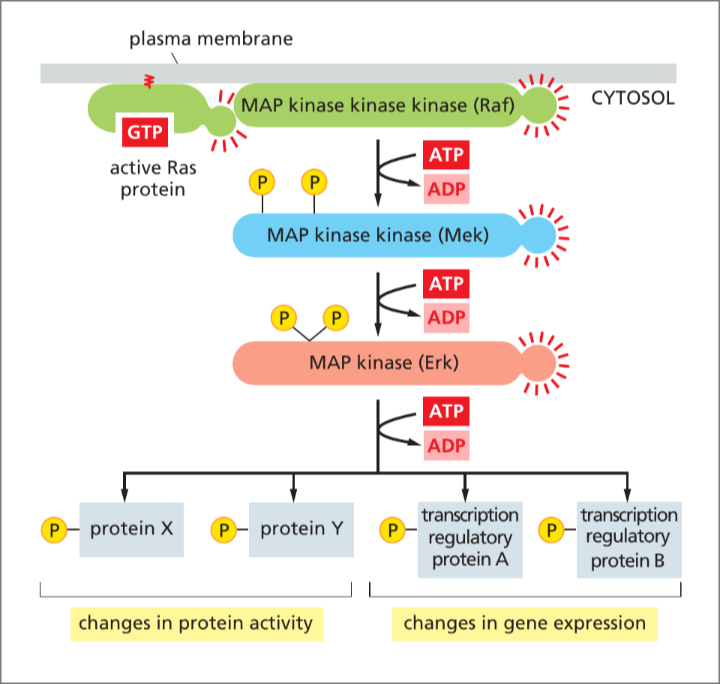 plasma membrane
CYTOSOL
MAP kinase kinase kinase (Raf)
GTP
active Ras
protein
ATP
ADP
P
P
MAP kinase kinase (Mek)
ATP
ADP
P
P
MAP kinase (Erk)
ATP
ADP
P
protein X
P
protein Y
P
transcription
regulatory
protein A
P
transcription
regulatory
protein B
changes in protein activity
changes in gene expression